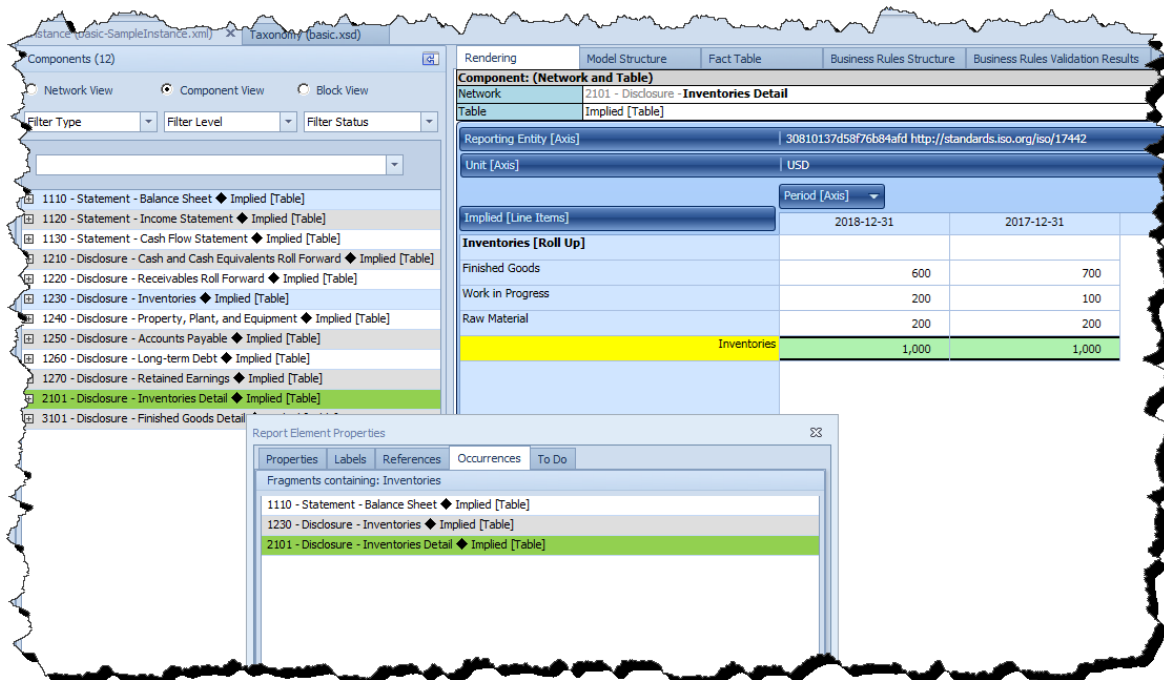 Instance (basic-SampleInstance.xml) Taxonomy (basic.xsd)
Components (12)
Network View Component View Block View
Filter Type Filter Level Filter Status
1110 - Statement - Balance Sheet ◆ Implied [Table]
1120 - Statement - Income Statement ◆ Implied [Table]
1130 - Statement - Cash Flow Statement ◆ Implied [Table]
1210 - Disclosure - Cash and Cash Equivalents Roll Forward ◆ Implied [Table]
1220 - Disclosure - Receivables Roll Forward ◆ Implied [Table]
1230 - Disclosure - Inventories ◆ Implied [Table]
1240 - Disclosure - Property, Plant, and Equipment ◆ Implied [Table]
1250 - Disclosure - Accounts Payable ◆ Implied [Table]
1260 - Disclosure - Long-term Debt ◆ Implied [Table]
1270 - Disclosure - Retained Earnings ◆ Implied [Table]
2101 - Disclosure - Inventories Detail ◆ Implied [Table]
3101 - Disclosure - Finished Goods Detail
Rendering Model Structure Fact Table Business Rules Structure Business Rules Validation Results
Component: (Network and Table)
Network 2101 - Disclosure - Inventories Detail
Table Implied [Table]
Reporting Entity [Axis] 30810137d58f76b84afd http://standards.iso.org/iso/17442
Unit [Axis] USD
Period [Axis]
Implied [Line Items] 2018-12-31 2017-12-31
Inventories [Roll Up]
Finished Goods 600 700
Work in Progress 200 100
Raw Material 200 200
Inventories 1,000 1,000
Report Element Properties
Properties Labels References Occurrences To Do
Fragments containing: Inventories
1110 - Statement - Balance Sheet ◆ Implied [Table]
1230 - Disclosure - Inventories ◆ Implied [Table]
2101 - Disclosure - Inventories Detail ◆ Implied [Table]